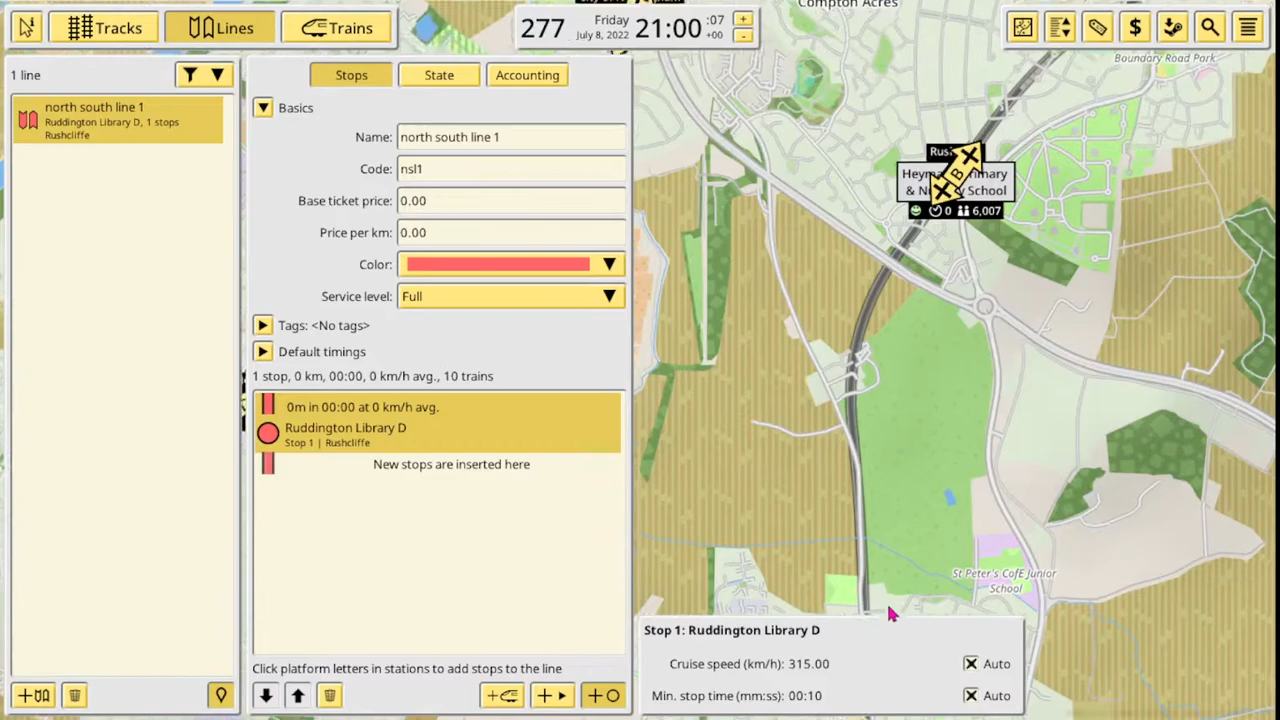 Tracks
Lines
Trains
277
Friday
July 8, 2022
21:00
:07
+00
+
-
$
Compton Acres
Boundary Road Park
1 line
north south line 1
Ruddington Library D, 1 stops
Rushcliffe
Stops
State
Accounting
Basics
Name: north south line 1
Code: nsl1
Base ticket price: 0.00
Price per km: 0.00
Color:
Service level: Full
Tags: <No tags>
Default timings
1 stop, 0 km, 00:00, 0 km/h avg., 10 trains
0m in 00:00 at 0 km/h avg.
Ruddington Library D
Stop 1 | Rushcliffe
New stops are inserted here
Click platform letters in stations to add stops to the line
B
0 6,007
St Peter's CofE Junior
School
Stop 1: Ruddington Library D
Cruise speed (km/h): 315.00 Auto
Min. stop time (mm:ss): 00:10 Auto